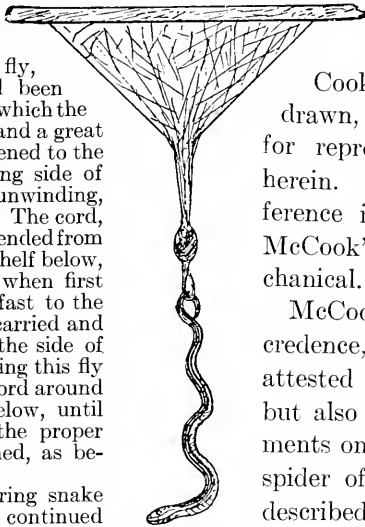 fly,
been
which the
and a great
ened to the
ng side of
unwinding,
The cord,
ended from
helf below,
when first
fast to the
carried and
the side of
ing this fly
ord around
elow, until
the proper
ned, as be-
ring snake
continued
Cook
drawn,
for repr
herein.
ference i
McCook'
chanical.
McCoo
credence,
attested
but also
ments on
spider of
described